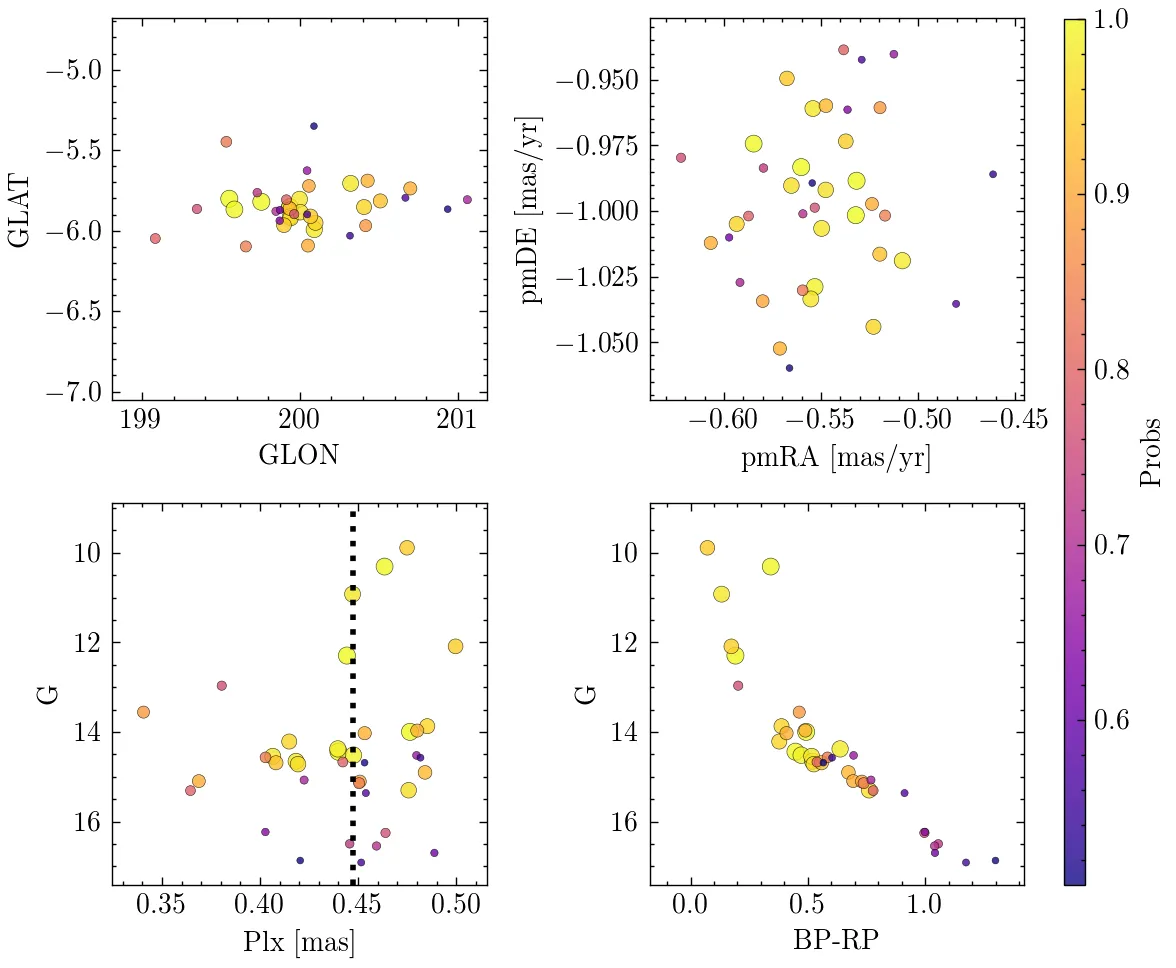 −5.0
−5.5
−6.0
−6.5
−7.0
GLAT
199 200 201
GLON
−0.950
−0.975
−1.000
−1.025
−1.050
pmDE [mas/yr]
−0.60 −0.55 −0.50 −0.45
pmRA [mas/yr]
10
12
14
16
G
0.35 0.40 0.45 0.50
Plx [mas]
10
12
14
16
G
0.0 0.5 1.0
BP-RP
1.0
0.9
0.8
0.7
0.6
Probs